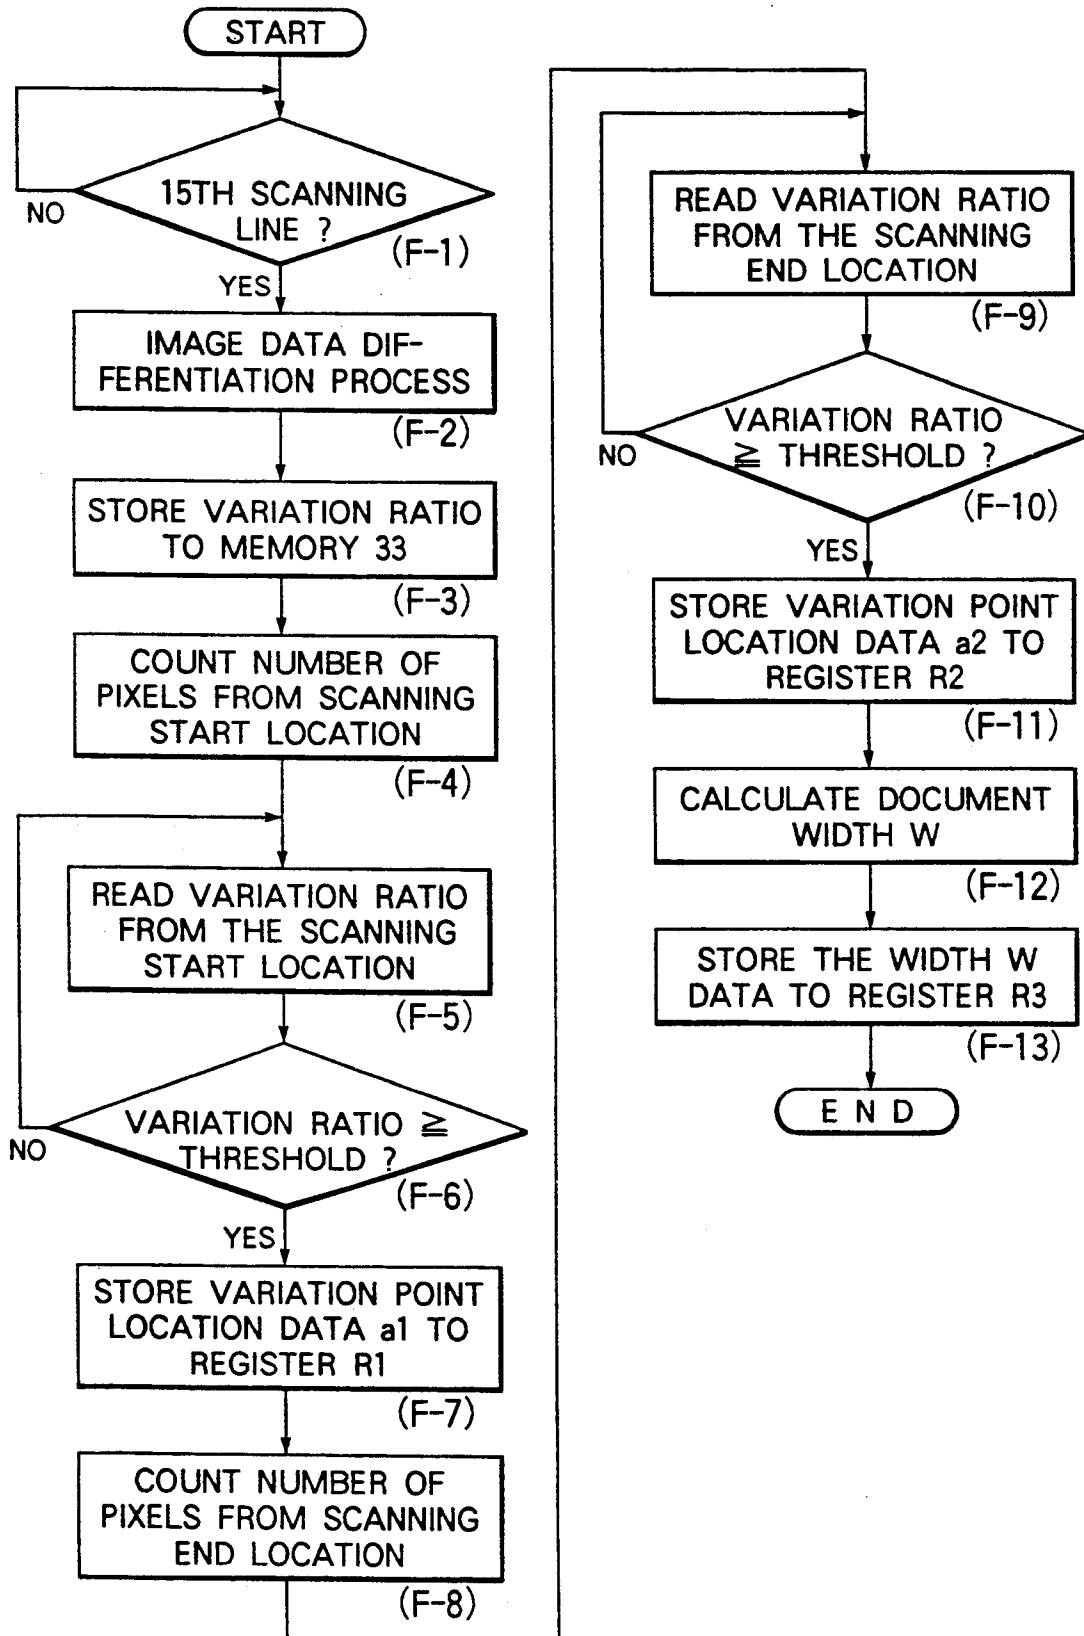 START
15TH SCANNING
LINE ?
NO
(F-1)
YES
IMAGE DATA DIF-
FERENTIATION PROCESS
(F-2)
STORE VARIATION RATIO
TO MEMORY 33
(F-3)
COUNT NUMBER OF
PIXELS FROM SCANNING
START LOCATION
(F-4)
READ VARIATION RATIO
FROM THE SCANNING
START LOCATION
(F-5)
VARIATION RATIO ≧
THRESHOLD ?
NO
(F-6)
YES
STORE VARIATION POINT
LOCATION DATA a1 TO
REGISTER R1
(F-7)
COUNT NUMBER OF
PIXELS FROM SCANNING
END LOCATION
(F-8)
READ VARIATION RATIO
FROM THE SCANNING
END LOCATION
(F-9)
VARIATION RATIO
≧ THRESHOLD ?
NO
(F-10)
YES
STORE VARIATION POINT
LOCATION DATA a2 TO
REGISTER R2
(F-11)
CALCULATE DOCUMENT
WIDTH W
(F-12)
STORE THE WIDTH W
DATA TO REGISTER R3
(F-13)
END